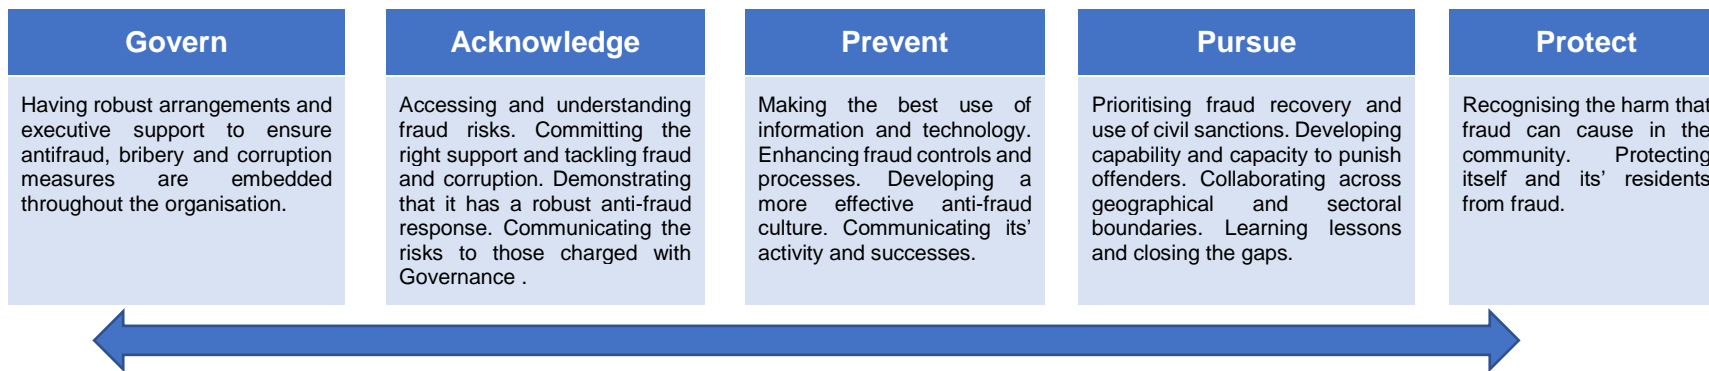 Govern
Having robust arrangements and
executive support to ensure
antifraud, bribery and corruption
measures are embedded
throughout the organisation.
Acknowledge
Accessing and understanding
fraud risks. Committing the
right support and tackling fraud
and corruption. Demonstrating
that it has a robust anti-fraud
response. Communicating the
risks to those charged with
Governance .
Prevent
Making the best use of
information and technology.
Enhancing fraud controls and
processes. Developing a
more effective anti-fraud
culture. Communicating its’
activity and successes.
Pursue
Prioritising fraud recovery and
use of civil sanctions. Developing
capability and capacity to punish
offenders. Collaborating across
geographical and sectoral
boundaries. Learning lessons
and closing the gaps.
Protect
Recognising the harm that
fraud can cause in the
community. Protecting
itself and its’ residents
from fraud.